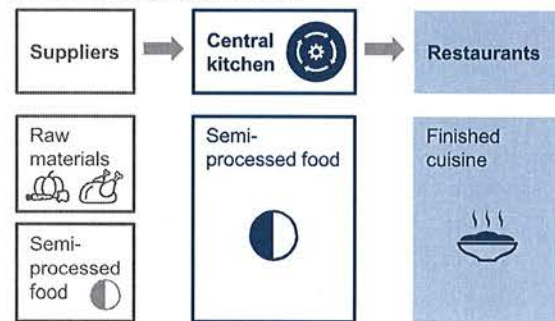 Suppliers
Central
kitchen
Restaurants
Raw
materials
Semi-
processed
food
Semi-
processed food
Finished
cuisine